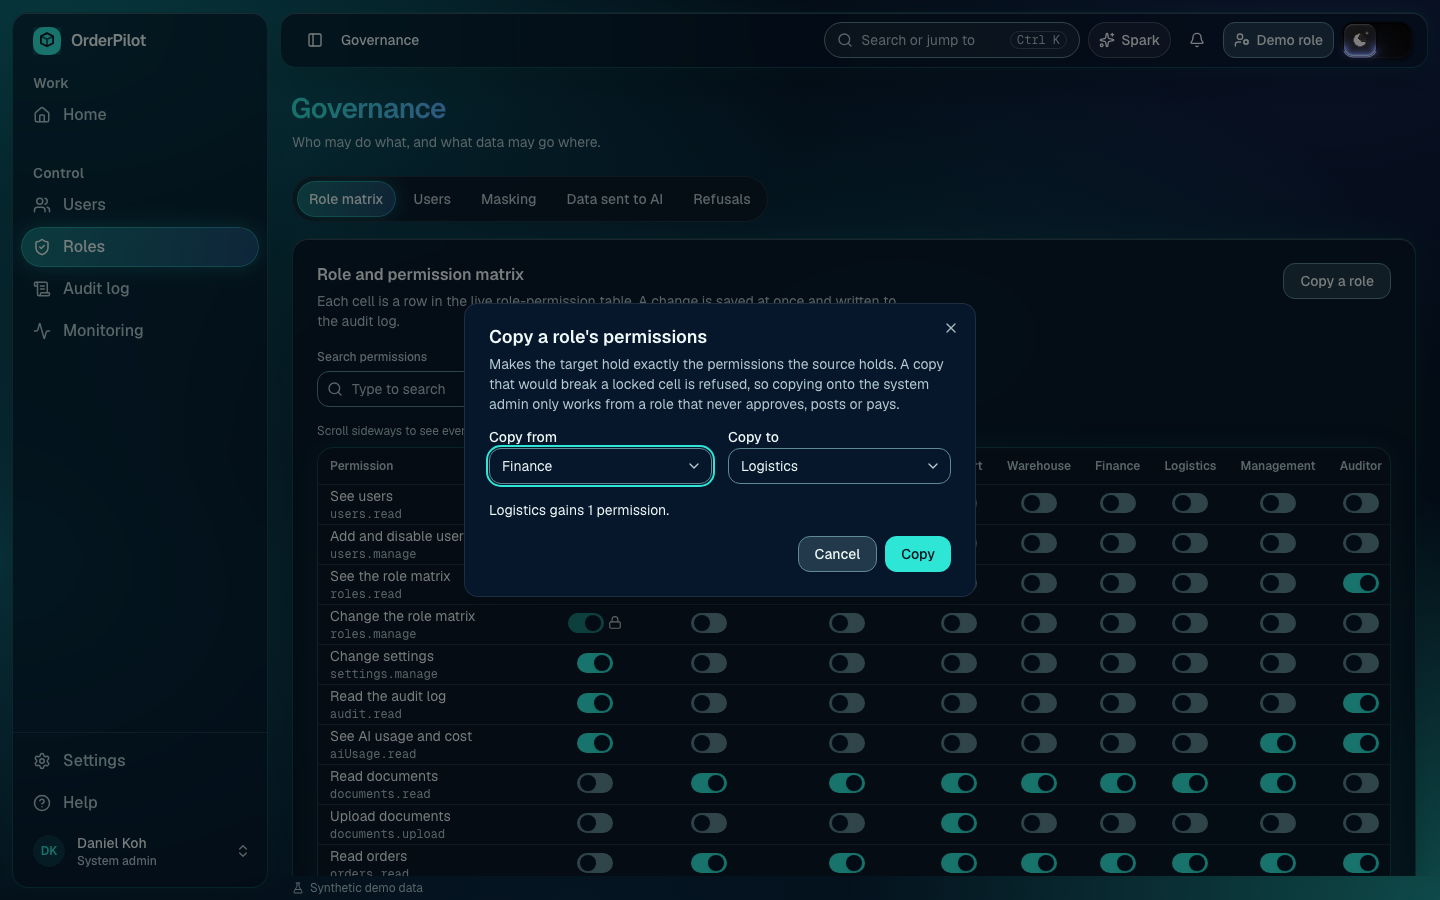 OrderPilot
Work
Home
Control
Users
Roles
Audit log
Monitoring
Settings
Help
DK
Daniel Koh
System admin
Governance
Search or jump to
Ctrl K
Spark
Demo role
Governance
Who may do what, and what data may go where.
Role matrix
Users
Masking
Data sent to AI
Refusals
Role and permission matrix
Copy a role
Each cell is a row in the live role-permission table. A change is saved at once and written to
the audit log.
Search permissions
Type to search
Scroll sideways to see
Copy a role's permissions
Makes the target hold exactly the permissions the source holds. A copy
that would break a locked cell is refused, so copying onto the system
admin only works from a role that never approves, posts or pays.
Copy from
Copy to
Finance
Logistics
Logistics gains 1 permission.
Cancel
Copy
Permission
Warehouse
Finance
Logistics
Management
Auditor
See users
users.read
Add and disable
users.manage
See the role matrix
roles.read
Change the role matrix
roles.manage
Change settings
settings.manage
Read the audit log
audit.read
See AI usage and cost
aiUsage.read
Read documents
documents.read
Upload documents
documents.upload
Read orders
orders.read
Synthetic demo data